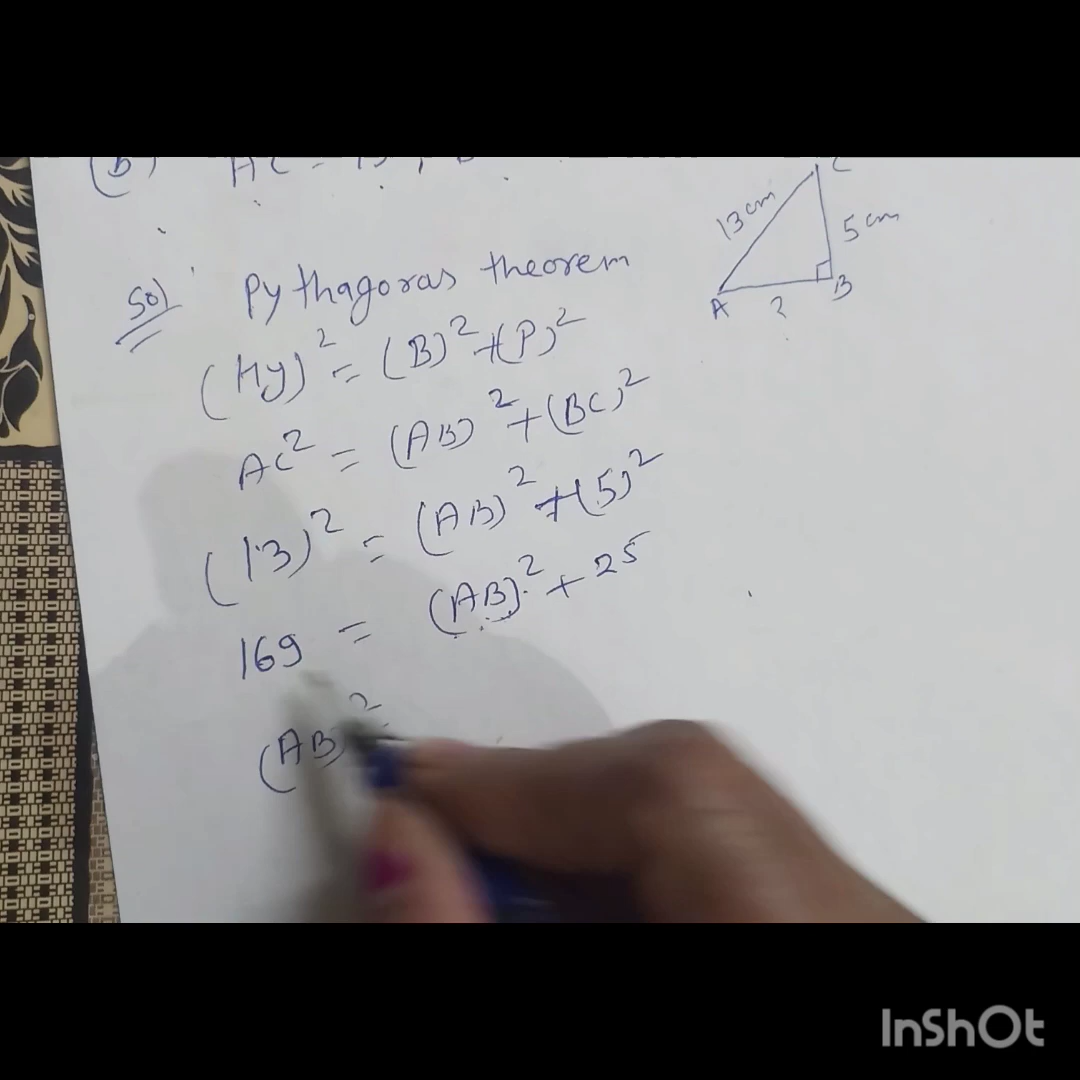 (b)
So)' Pythagoras theorem
(Hy)² = (B)² + (P)²
AC² = (AB)² + (BC)²
(13)² = (AB)² + (5)²
169 = (AB)² + 25
(AB)²
C
13 cm
5 cm
A ? B
InShOt